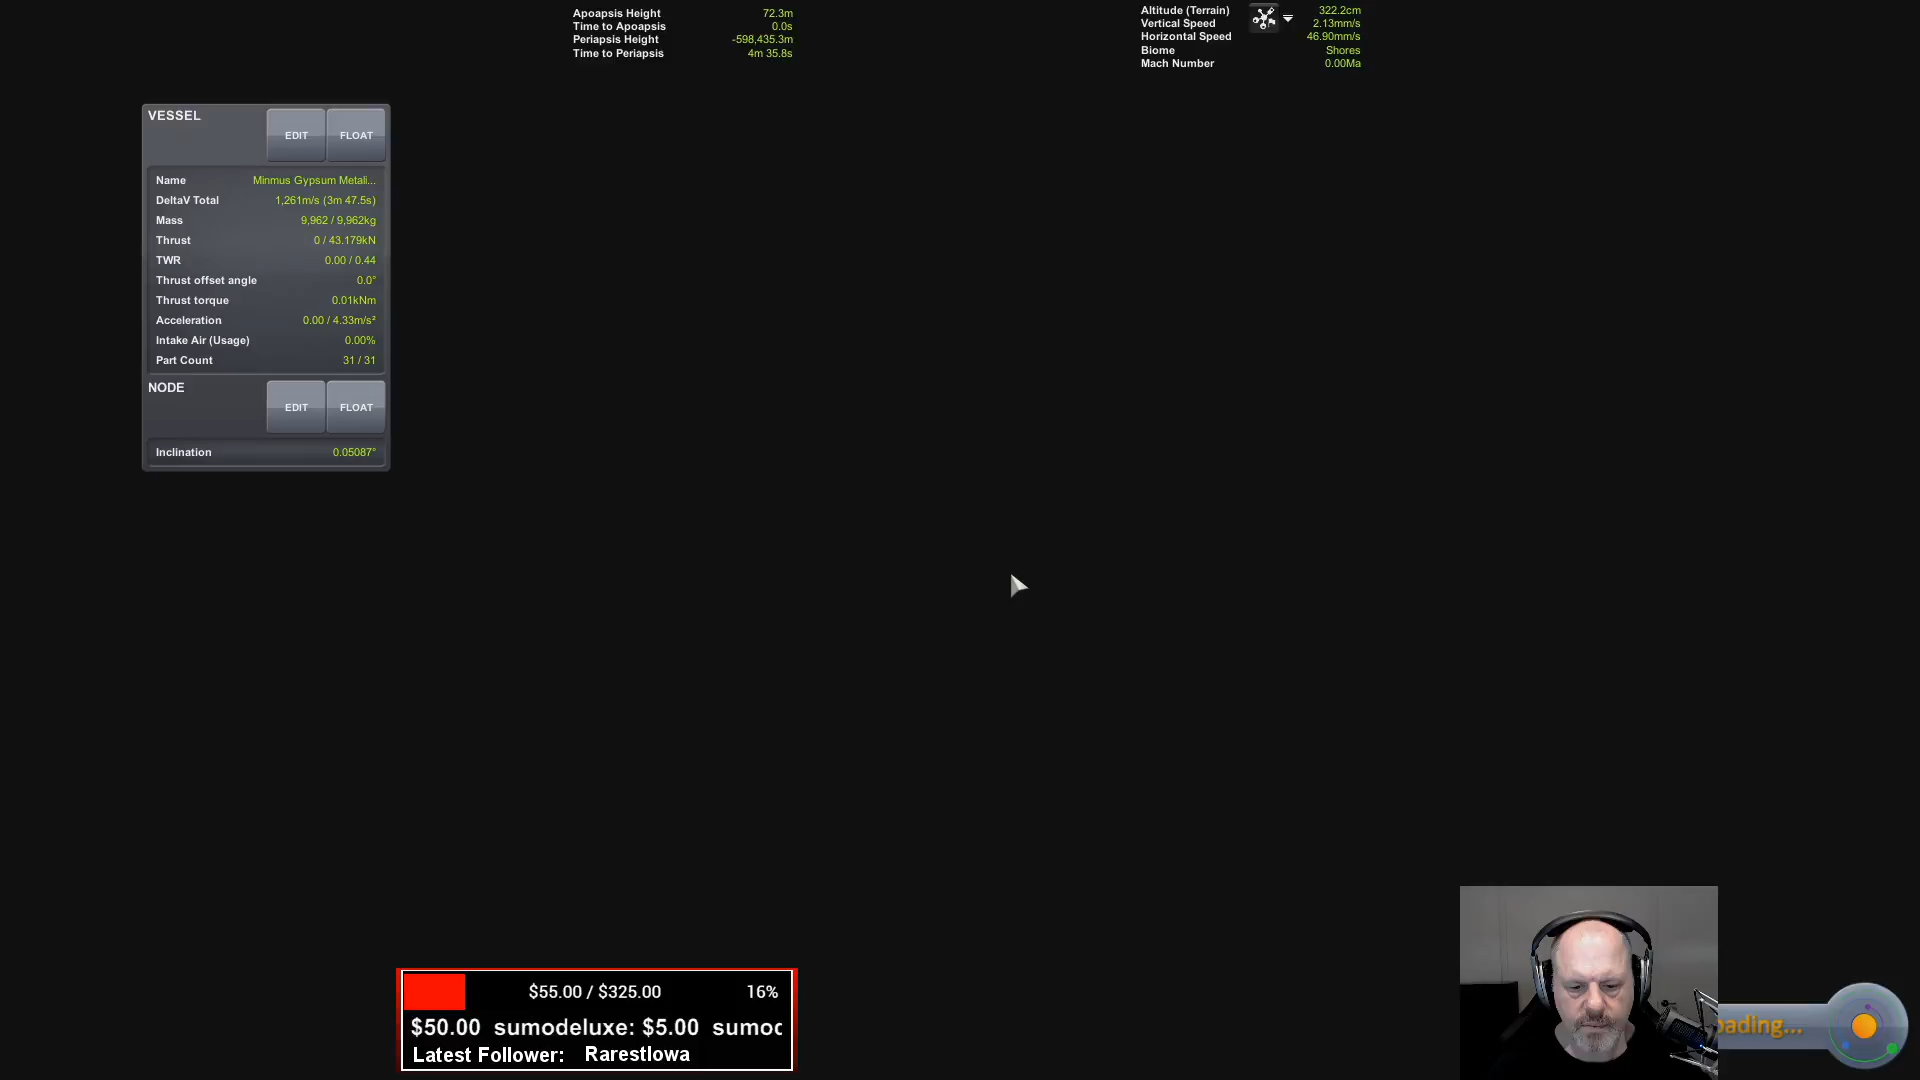 Apoapsis Height 72.3m
Time to Apoapsis 0.0s
Periapsis Height -598,435.3m
Time to Periapsis 4m 35.8s
Altitude (Terrain) 322.2cm
Vertical Speed 2.13mm/s
Horizontal Speed 46.90mm/s
Biome Shores
Mach Number 0.00Ma
VESSEL EDIT FLOAT
Name Minmus Gypsum Metali...
DeltaV Total 1,261m/s (3m 47.5s)
Mass 9,962 / 9,962kg
Thrust 0 / 43.179kN
TWR 0.00 / 0.44
Thrust offset angle 0.0°
Thrust torque 0.01kNm
Acceleration 0.00 / 4.33m/s²
Intake Air (Usage) 0.00%
Part Count 31 / 31
NODE EDIT FLOAT
Inclination 0.05087°
$55.00 / $325.00 16%
$50.00 sumodeluxe: $5.00 sumoc
Latest Follower: RarestIowa
oading...